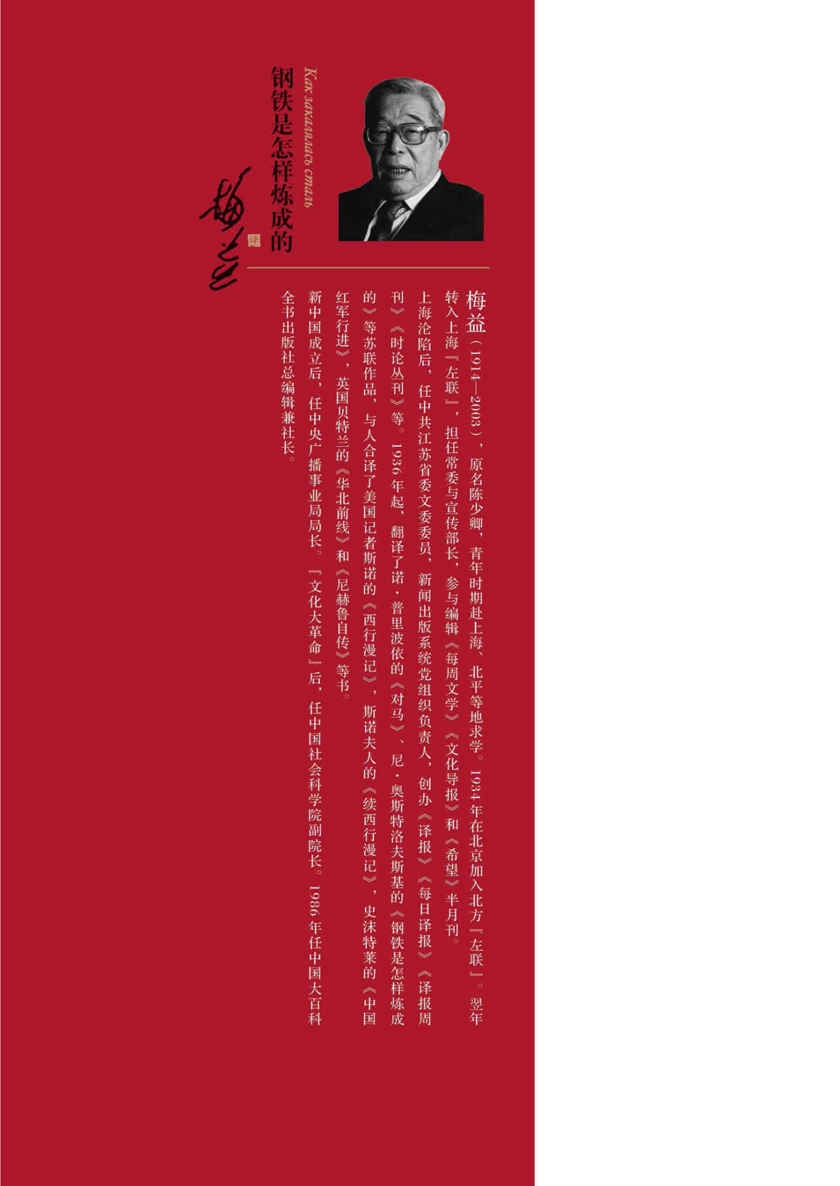 梅益（1914—2003），原名陈少卿，青年时期赴上海、北平等地求学。1934年在北京加入北方『左联』。翌年
转入上海『左联』，担任常委与宣传部长，参与编辑《每周文学》《文化导报》和《希望》半月刊。
上海沦陷后，任中共江苏省委文委委员，新闻出版系统党组织负责人，创办《译报》《每日译报》《译报周
刊》《时论丛刊》等。1936年起，翻译了诺·普里波依的《对马》、尼·奥斯特洛夫斯基的《钢铁是怎样炼成
的》等苏联作品，与人合译了美国记者斯诺的《西行漫记》，斯诺夫人的《续西行漫记》，史沫特莱的《中国
红军行进》，英国贝特兰的《华北前线》和《尼赫鲁自传》等书。
新中国成立后，任中央广播事业局局长。『文化大革命』后，任中国社会科学院副院长。1986年任中国大百科
全书出版社总编辑兼社长。
Как закалялась сталь
钢铁是怎样炼成的
梅益
译